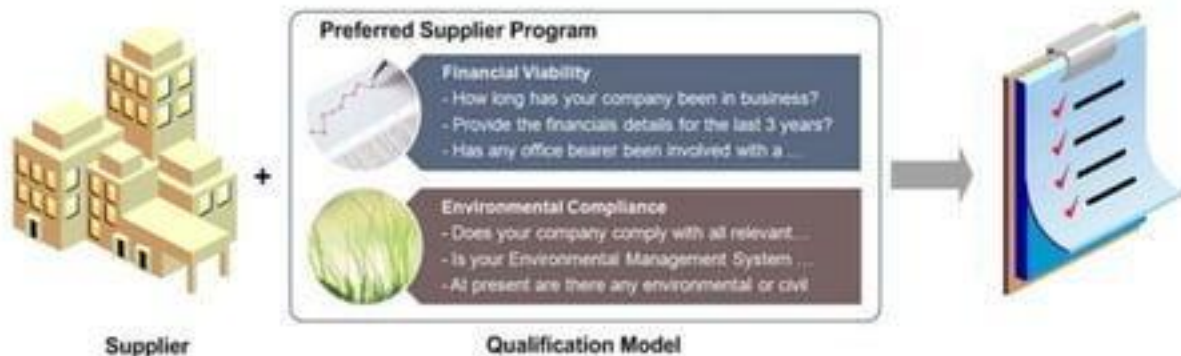 Preferred Supplier Program
Financial Viability
- How long has your company been in business?
- Provide the financials details for the last 3 years?
- Has any office bearer been involved with a ...
+
Environmental Compliance
- Does your company comply with all relevant...
- Is your Environmental Management System ...
- At present are there any environmental or civil
Supplier
Qualification Model